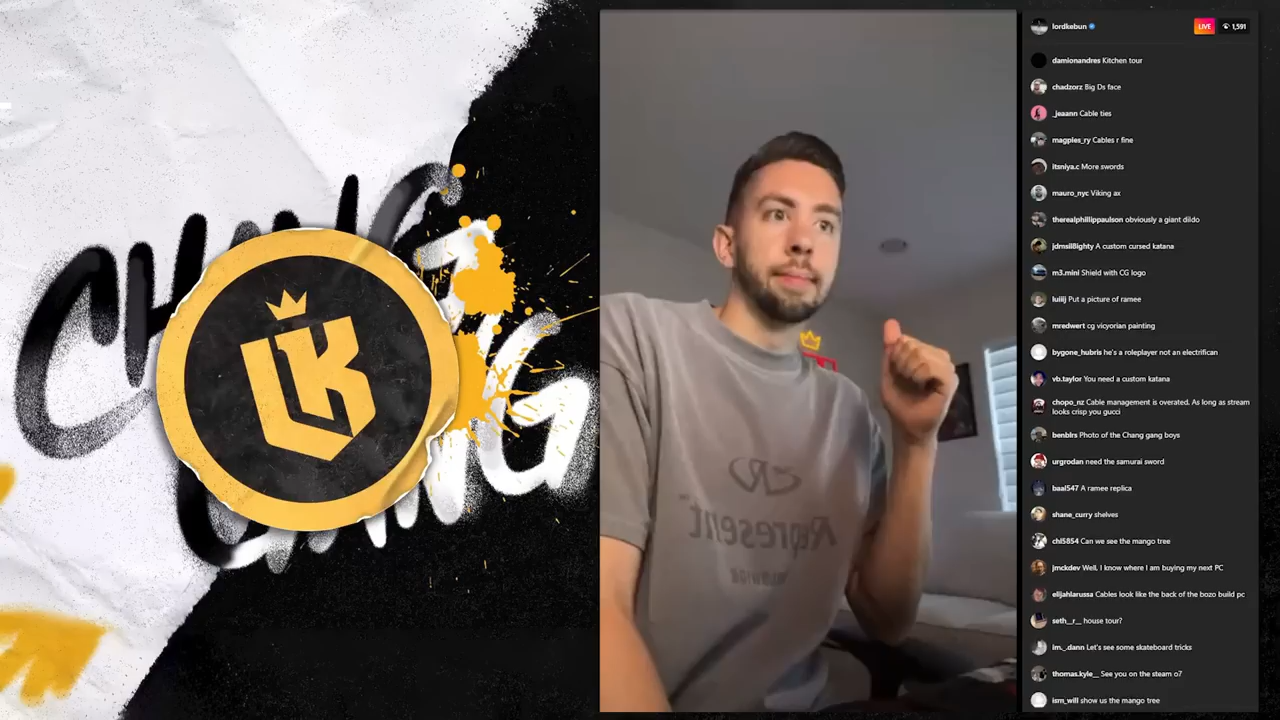 CHANG
GANG
LK
CR
Represent
lordkebun
LIVE
1,591
damionandres Kitchen tour
chadzorz Big Ds face
_jeaann Cable ties
magpies_ry Cables r fine
itsniya.c More swords
mauro_nyc Viking ax
therealphillippaulson obviously a giant dildo
jdmsil8ighty A custom cursed katana
m3.mini Shield with CG logo
luiiij Put a picture of ramee
mredwert cg vicyorian painting
bygone_hubris he's a roleplayer not an electrifican
vb.taylor You need a custom katana
chopo_nz Cable management is overated. As long as stream
looks crisp you gucci
benblrs Photo of the Chang gang boys
urgrodan need the samurai sword
baal547 A ramee replica
shane_curry shelves
chl5854 Can we see the mango tree
jmckdev Well, I know where I am buying my next PC
elijahlarussa Cables look like the back of the bozo build pc
seth__r__ house tour?
im._.dann Let's see some skateboard tricks
thomas.kyle__ See you on the steam o7
ism_will show us the mango tree